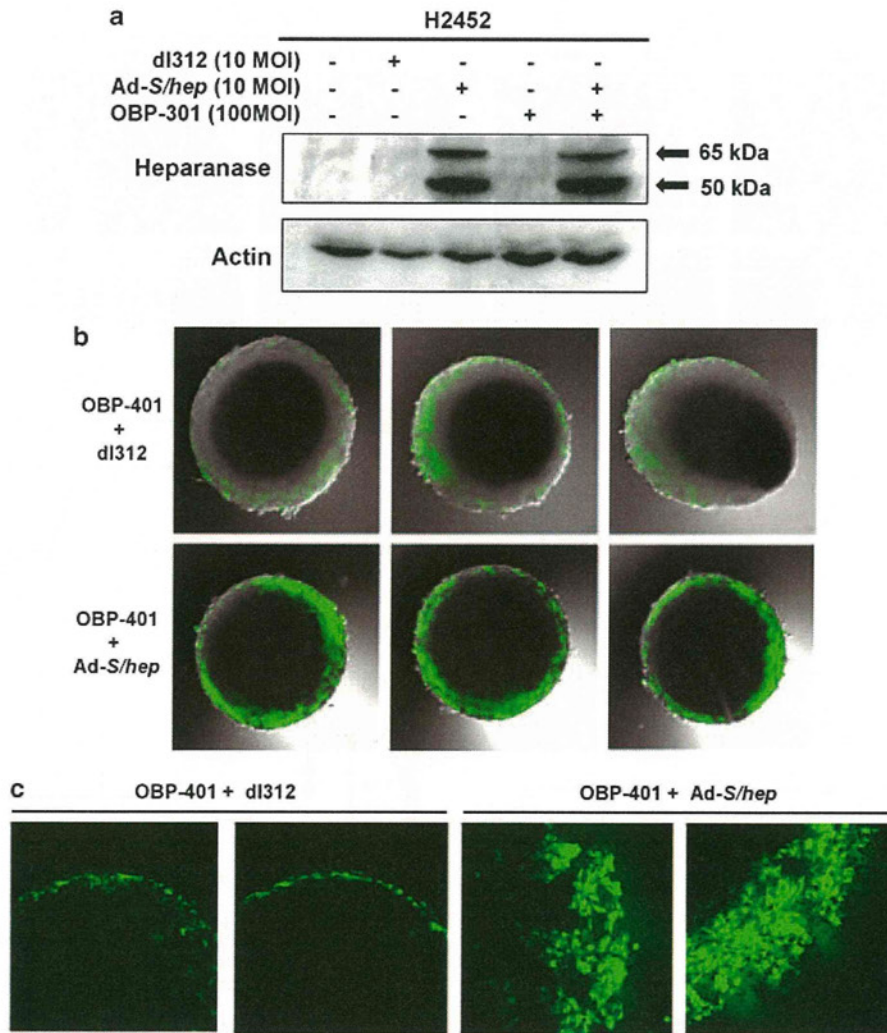 a
H2452
dl312 (10 MOI) - + - - -
Ad-S/hep (10 MOI) - - + - +
OBP-301 (100MOI) - - - + +
Heparanase
65 kDa
50 kDa
Actin
b
OBP-401
+
dl312
OBP-401
+
Ad-S/hep
c
OBP-401 + dl312
OBP-401 + Ad-S/hep